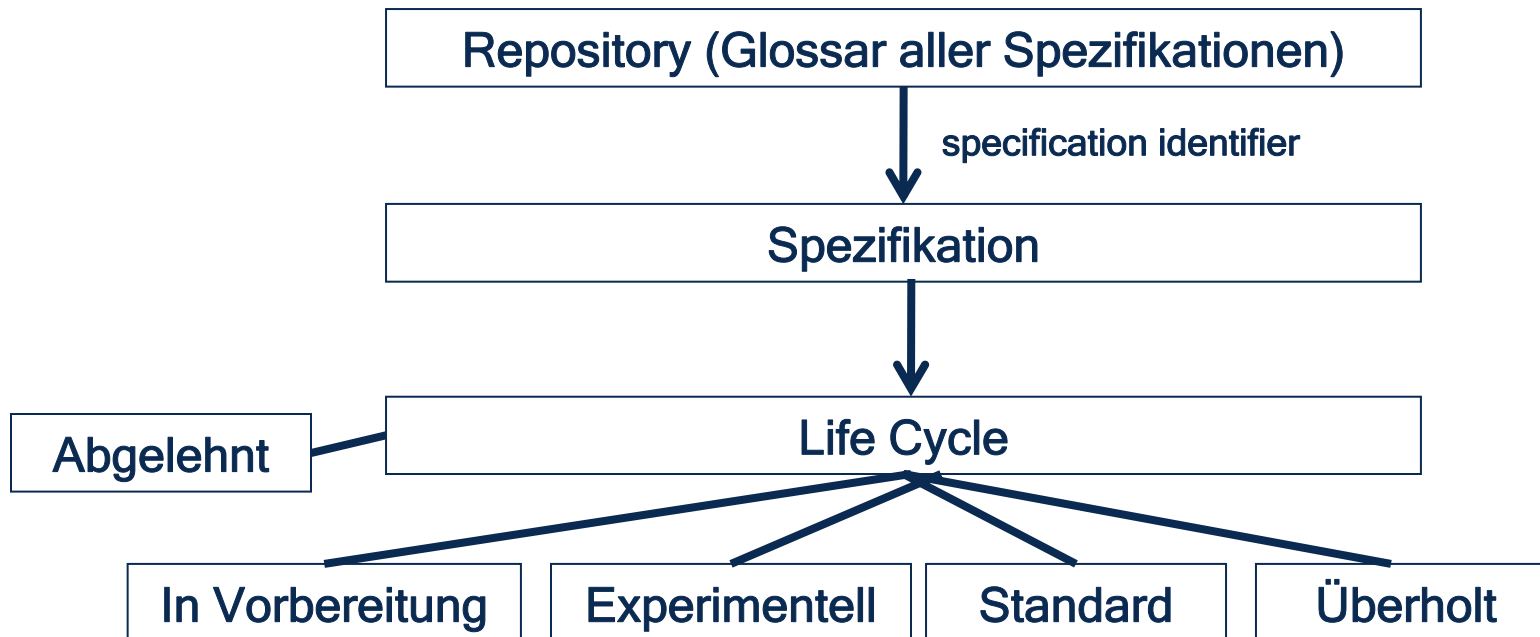 Repository (Glossar aller Spezifikationen)
specification identifier
Spezifikation
Life Cycle
Abgelehnt
In Vorbereitung
Experimentell
Standard
Überholt